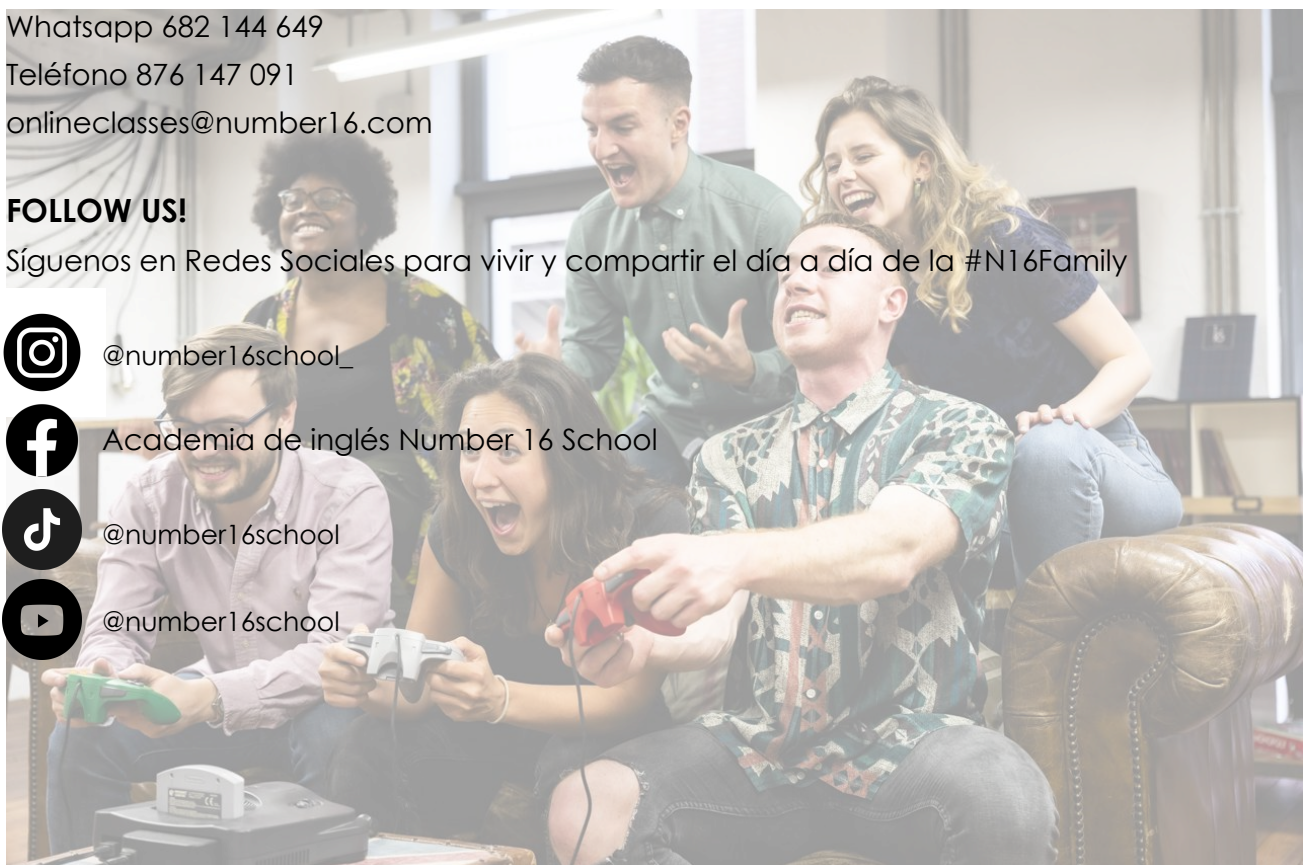 Whatsapp 682 144 649
Teléfono 876 147 091
onlineclasses@number16.com
FOLLOW US!
Síguenos en Redes Sociales para vivir y compartir el día a día de la #N16Family
@number16school_
Academia de inglés Number 16 School
@number16school
@number16school